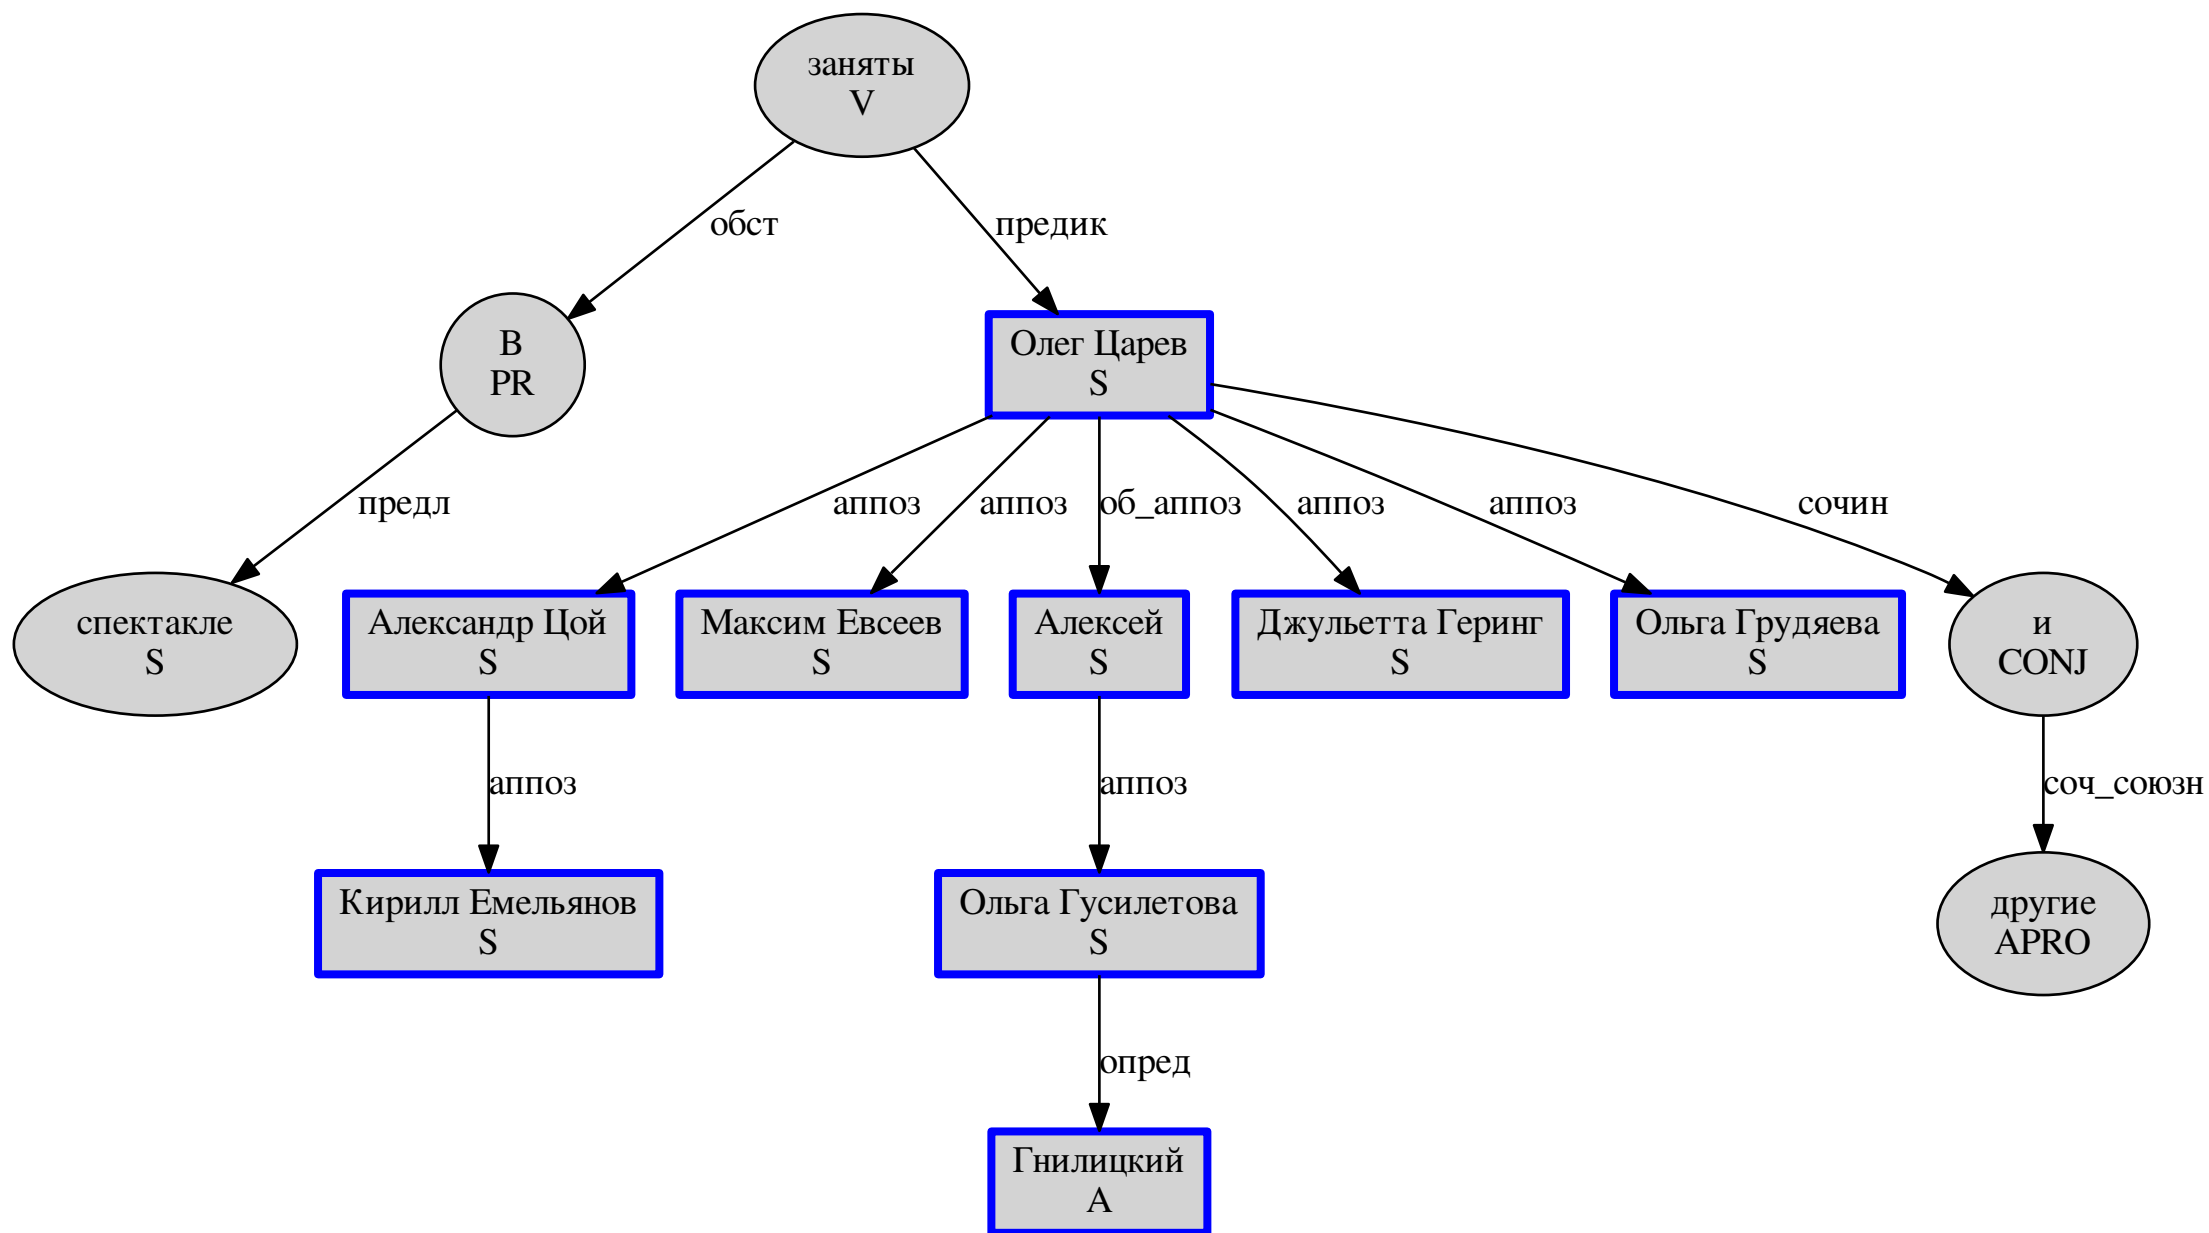 заняты
V
обст
предик
В
PR
Олег Царев
S
предл
аппоз
аппоз
об_аппоз
аппоз
аппоз
сочин
спектакле
S
Александр Цой
S
Максим Евсеев
S
Алексей
S
Джульетта Геринг
S
Ольга Грудяева
S
и
CONJ
аппоз
аппоз
соч_союзн
Кирилл Емельянов
S
Ольга Гусилетова
S
другие
APRO
опред
Гнилицкий
A